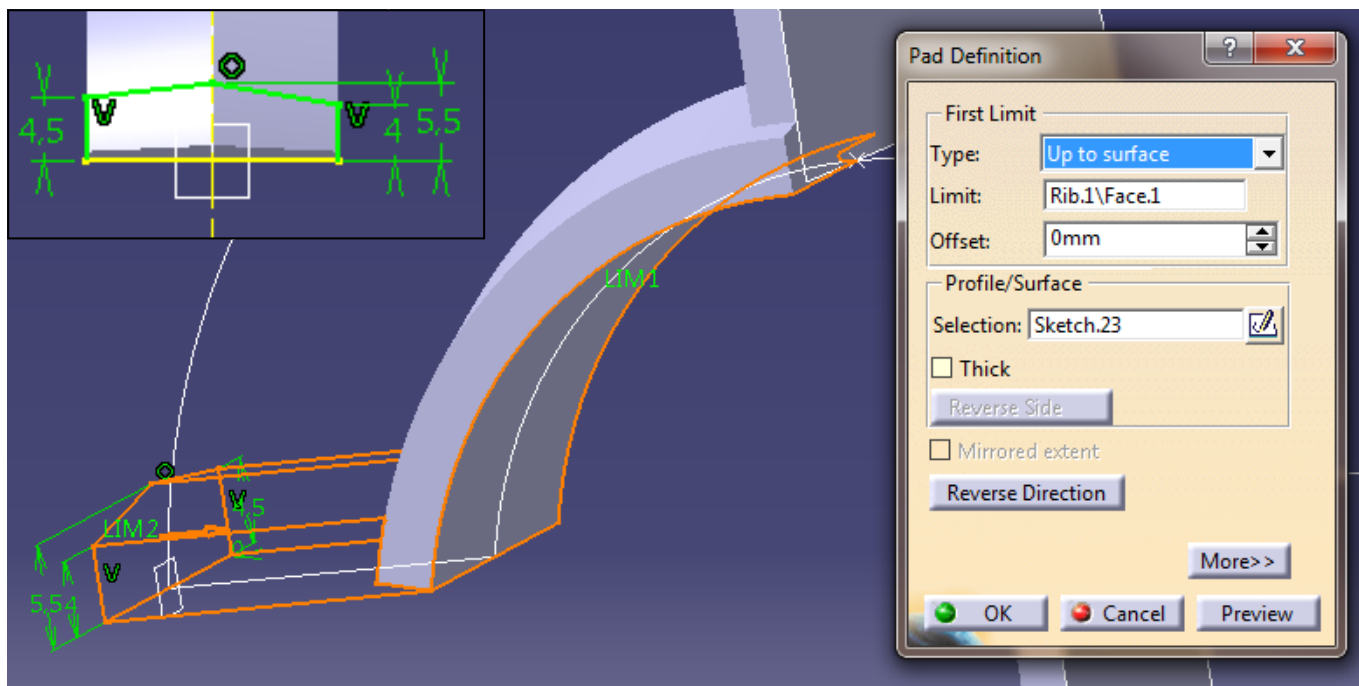 4,5
4
5,5
LIM1
LIM2
4,5
5,5
4
Pad Definition
?
X
First Limit
Type: Up to surface
Limit: Rib.1\Face.1
Offset: 0mm
Profile/Surface
Selection: Sketch.23
Thick
Reverse Side
Mirrored extent
Reverse Direction
More>>
OK Cancel Preview